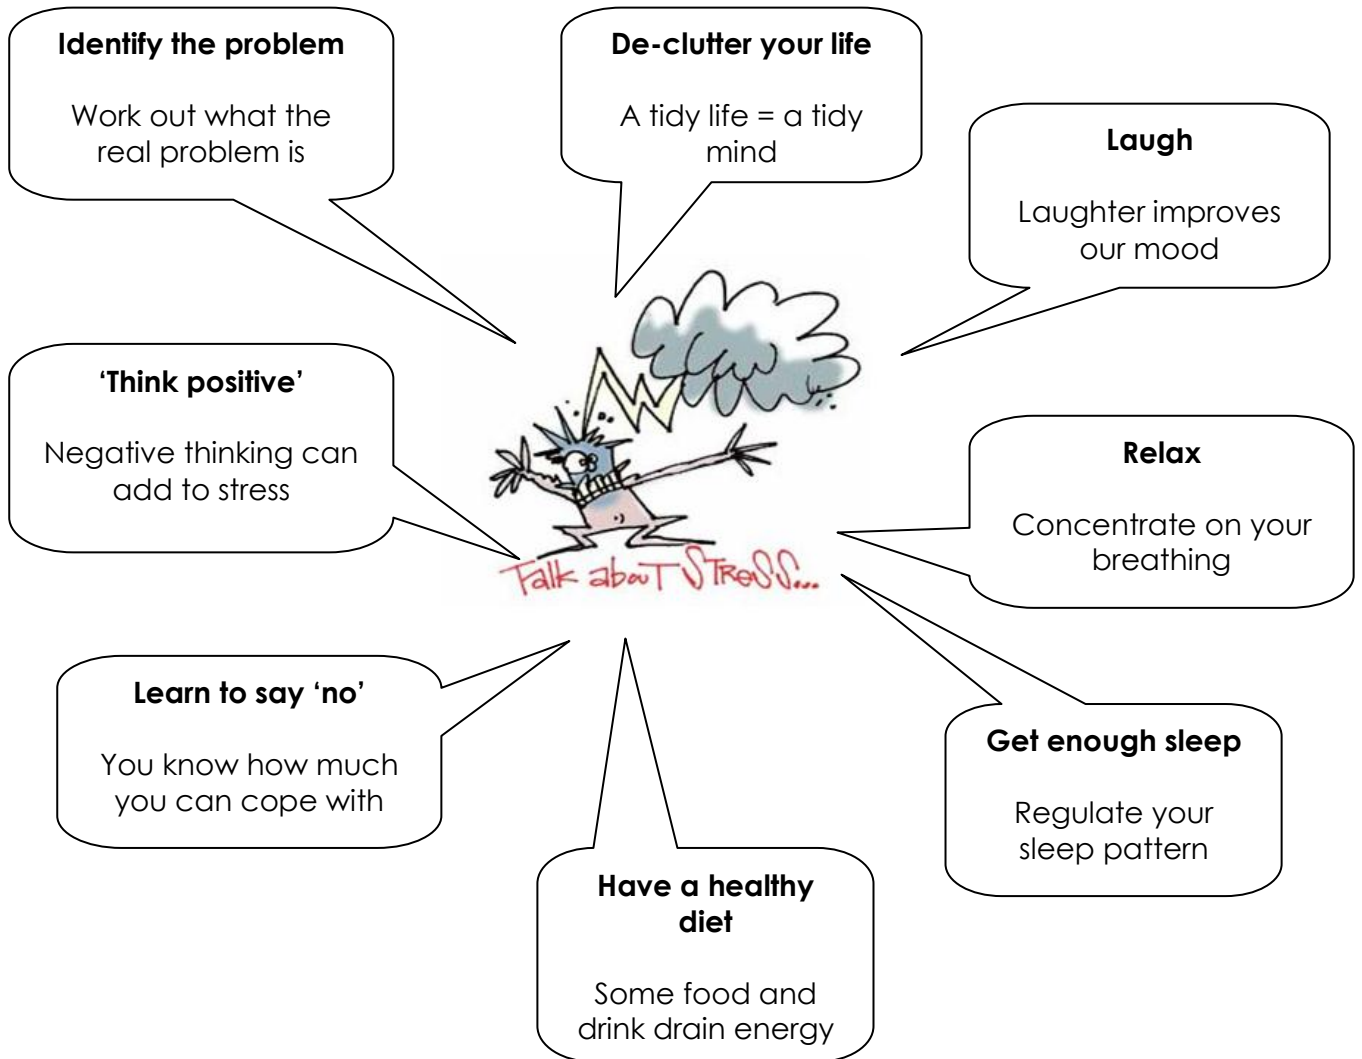 Identify the problem
Work out what the
real problem is
De-clutter your life
A tidy life = a tidy
mind
Laugh
Laughter improves
our mood
‘Think positive’
Negative thinking can
add to stress
Relax
Concentrate on your
breathing
Talk about STReSS...
Learn to say ‘no’
You know how much
you can cope with
Get enough sleep
Regulate your
sleep pattern
Have a healthy
diet
Some food and
drink drain energy